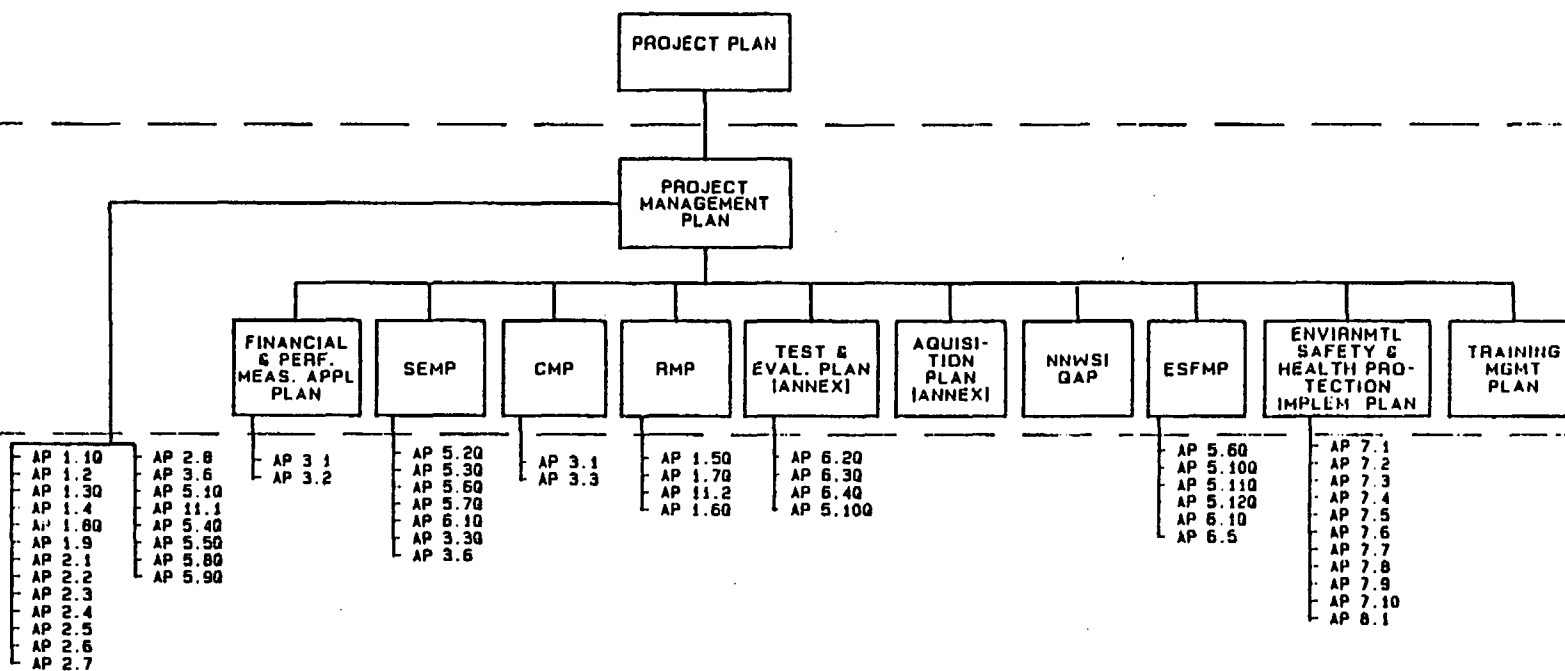 PROJECT PLAN
PROJECT
MANAGEMENT
PLAN
FINANCIAL
& PERF.
MEAS. APPL
PLAN
SEMP
CMP
RMP
TEST &
EVAL. PLAN
[ANNEX]
AQUISI-
TION
PLAN
[ANNEX]
NNWSI
QAP
ESFMP
ENVIRNMTL
SAFETY &
HEALTH PRO-
TECTION
IMPLEM PLAN
TRAINING
MGMT
PLAN
AP 1.1Q
AP 1.2
AP 1.3Q
AP 1.4
AP 1.8Q
AP 1.9
AP 2.1
AP 2.2
AP 2.3
AP 2.4
AP 2.5
AP 2.6
AP 2.7
AP 2.8
AP 3.6
AP 5.1Q
AP 11.1
AP 5.4Q
AP 5.5Q
AP 5.8Q
AP 5.9Q
AP 3 1
AP 3.2
AP 5.2Q
AP 5.3Q
AP 5.6Q
AP 5.7Q
AP 6.1Q
AP 3.3Q
AP 3.6
AP 3.1
AP 3.3
AP 1.5Q
AP 1.7Q
AP 11.2
AP 1.6Q
AP 6.2Q
AP 6.3Q
AP 6.4Q
AP 5.10Q
AP 5.6Q
AP 5.10Q
AP 5.11Q
AP 5.12Q
AP 6.1Q
AP 6.5
AP 7.1
AP 7.2
AP 7.3
AP 7.4
AP 7.5
AP 7.6
AP 7.7
AP 7.8
AP 7.9
AP 7.10
AP 8.1